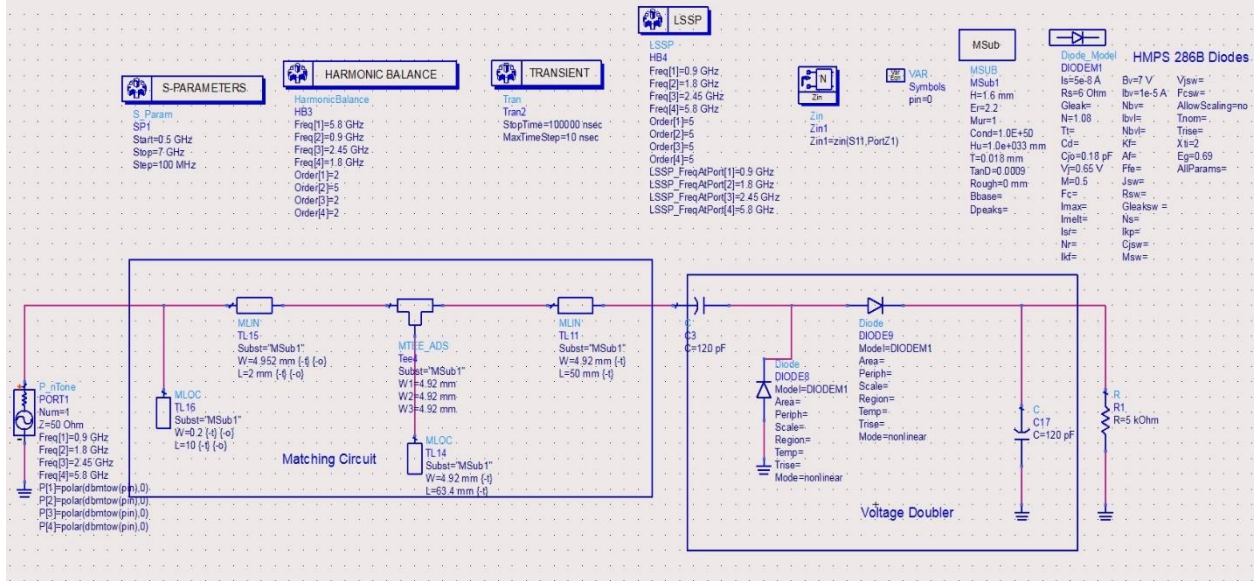 S-PARAMETERS
S_Param
SP1
Start=0.5 GHz
Stop=7 GHz
Step=100 MHz
HARMONIC BALANCE
HarmonicBalance
HB3
Freq[1]=5.8 GHz
Freq[2]=0.9 GHz
Freq[3]=2.45 GHz
Freq[4]=1.8 GHz
Order[1]=2
Order[2]=5
Order[3]=2
Order[4]=2
TRANSIENT
Tran
Tran2
StopTime=100000 nsec
MaxTimeStep=10 nsec
LSSP
LSSP
HB4
Freq[1]=0.9 GHz
Freq[2]=1.8 GHz
Freq[3]=2.45 GHz
Freq[4]=5.8 GHz
Order[1]=5
Order[2]=5
Order[3]=5
Order[4]=5
LSSP_FreqAtPort[1]=0.9 GHz
LSSP_FreqAtPort[2]=1.8 GHz
LSSP_FreqAtPort[3]=2.45 GHz
LSSP_FreqAtPort[4]=5.8 GHz
N
Zin
Zin
Zin1
Zin1=zin(S11,PortZ1)
Var
Eqn
VAR
Symbols
pin=0
MSub
MSUB
MSub1
H=1.6 mm
Er=2.2
Mur=1
Cond=1.0E+50
Hu=1.0e+033 mm
T=0.018 mm
TanD=0.0009
Rough=0 mm
Bbase=
Dpeaks=
HMPS 286B Diodes
Diode_Model
DIODEM1
Is=5e-8 A
Rs=6 Ohm
Gleak=
N=1.08
Tt=
Cd=
Cjo=0.18 pF
Vj=0.65 V
M=0.5
Fc=
Imax=
Imelt=
Isr=
Nr=
Ikf=
Bv=7 V
Ibv=1e-5 A
Nbv=
Ibvl=
Nbvl=
Kf=
Af=
Ffe=
Jsw=
Rsw=
Gleaksw =
Ns=
Ikp=
Cjsw=
Msw=
Vjsw=
Fcsw=
AllowScaling=no
Tnom=
Trise=
Xti=2
Eg=0.69
AllParams=
P_nTone
PORT1
Num=1
Z=50 Ohm
Freq[1]=0.9 GHz
Freq[2]=1.8 GHz
Freq[3]=2.45 GHz
Freq[4]=5.8 GHz
P[1]=polar(dbmtow(pin),0)
P[2]=polar(dbmtow(pin),0)
P[3]=polar(dbmtow(pin),0)
P[4]=polar(dbmtow(pin),0)
MLOC
TL16
Subst="MSub1"
W=0.2 {-t} {-o}
L=10 {-t} {-o}
MLIN
TL15
Subst="MSub1"
W=4.952 mm {-t} {-o}
L=2 mm {-t} {-o}
MTEE_ADS
Tee4
Subst="MSub1"
W1=4.92 mm
W2=4.92 mm
W3=4.92 mm
MLOC
TL14
Subst="MSub1"
W=4.92 mm {-t}
L=63.4 mm {-t}
Matching Circuit
MLIN
TL11
Subst="MSub1"
W=4.92 mm {-t}
L=50 mm {-t}
C
C3
C=120 pF
Diode
DIODE8
Model=DIODEM1
Area=
Periph=
Scale=
Region=
Temp=
Trise=
Mode=nonlinear
Diode
DIODE9
Model=DIODEM1
Area=
Periph=
Scale=
Region=
Temp=
Trise=
Mode=nonlinear
Voltage Doubler
C
C17
C=120 pF
R
R1
R=5 kOhm